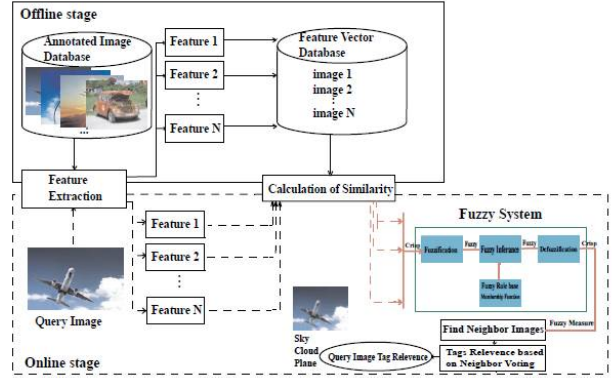 Offline stage
Annotated Image
Database
...
Feature 1
Feature 2
Feature N
Feature Vector
Database
image 1
image 2
image N
Feature
Extraction
Calculation of Similarity
Feature 1
Feature 2
Feature N
Query Image
Online stage
Fuzzy System
Crisp
Fuzzification
Fuzzy
Fuzzy Inference
Fuzzy
Defuzzification
Crisp
Fuzzy Rule base
Membership Function
Fuzzy Measure
Find Neighbor Images
Tags Relevence based
on Neighbor Voring
Query Image Tag Relevence
Sky
Cloud
Plane